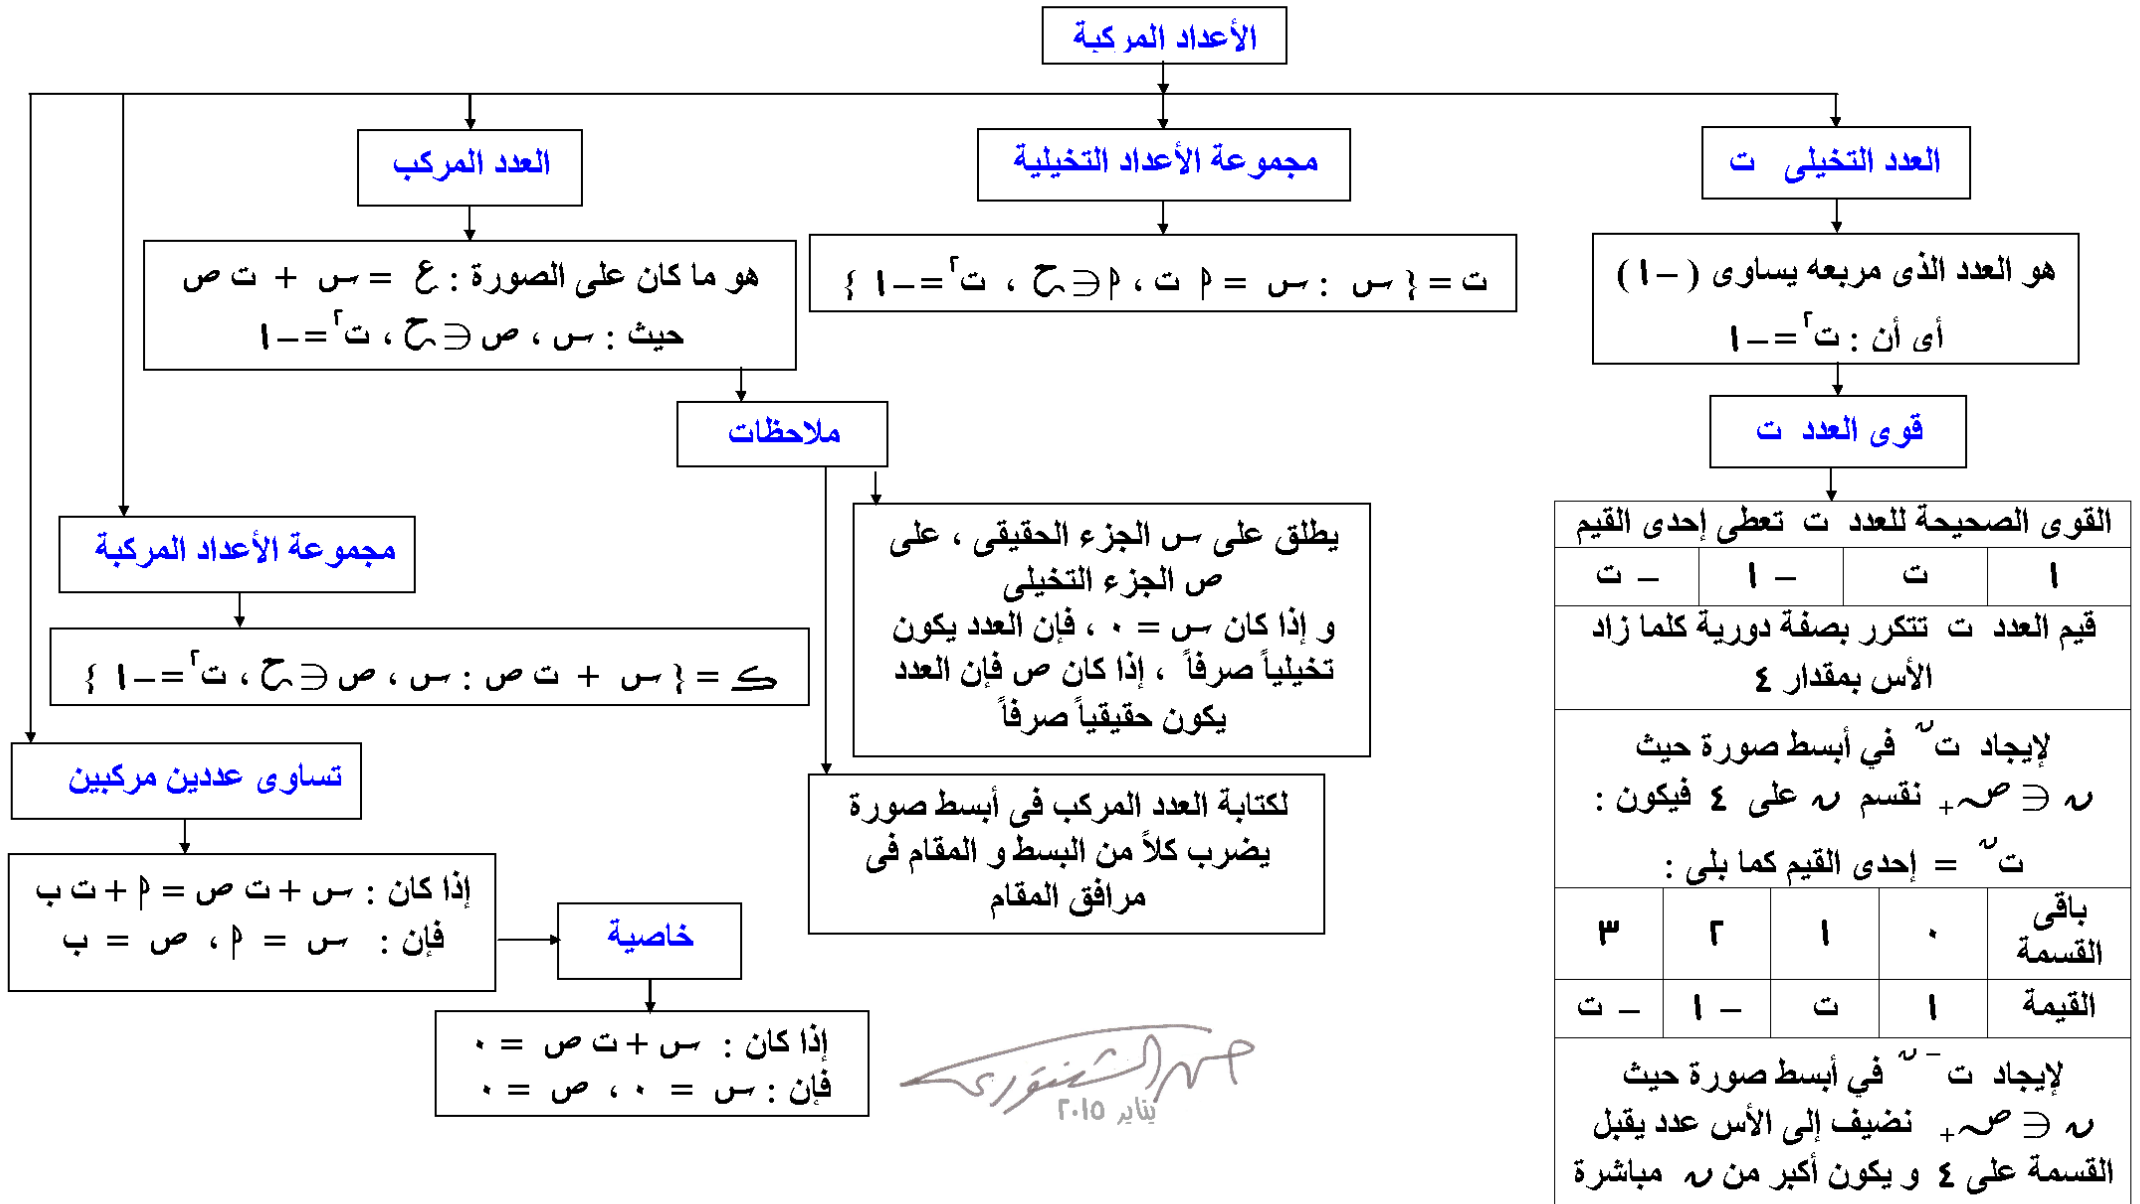 الأعداد المركبة
العدد التخيلى ت
هو العدد الذى مربعه يساوى ( – ١ )
أى أن : ت٢ = – ١
قوى العدد ت
القوى الصحيحة للعدد ت تعطى إحدى القيم
١ ت – ١ – ت
قيم العدد ت تتكرر بصفة دورية كلما زاد
الأس بمقدار ٤
لإيجاد تن في أبسط صورة حيث
ن ∈ ص+ نقسم ن على ٤ فيكون :
تن = إحدى القيم كما بلى :
باقى
القسمة ٠ ١ ٢ ٣
القيمة ١ ت – ١ – ت
لإيجاد ت–ن في أبسط صورة حيث
ن ∈ ص+ نضيف إلى الأس عدد يقبل
القسمة على ٤ و يكون أكبر من ن مباشرة
مجموعة الأعداد التخيلية
ت = { س : س = ٩ ت ، ٩ ∈ ح ، ت٢ = – ١ }
العدد المركب
هو ما كان على الصورة : ع = س + ت ص
حيث : س ، ص ∈ ح ، ت٢ = – ١
ملاحظات
يطلق على س الجزء الحقيقى ، على
ص الجزء التخيلى
و إذا كان س = ٠ ، فإن العدد يكون
تخيلياً صرفاً ، إذا كان ص فإن العدد
يكون حقيقياً صرفاً
لكتابة العدد المركب فى أبسط صورة
يضرب كلاً من البسط و المقام فى
مرافق المقام
مجموعة الأعداد المركبة
ك = { س + ت ص : س ، ص ∈ ح ، ت٢ = – ١ }
تساوى عددين مركبين
إذا كان : س + ت ص = ٩ + ت ب
فإن : س = ٩ ، ص = ب
خاصية
إذا كان : س + ت ص = ٠
فإن : س = ٠ ، ص = ٠
الشنتورى
يناير ٢٠١٥